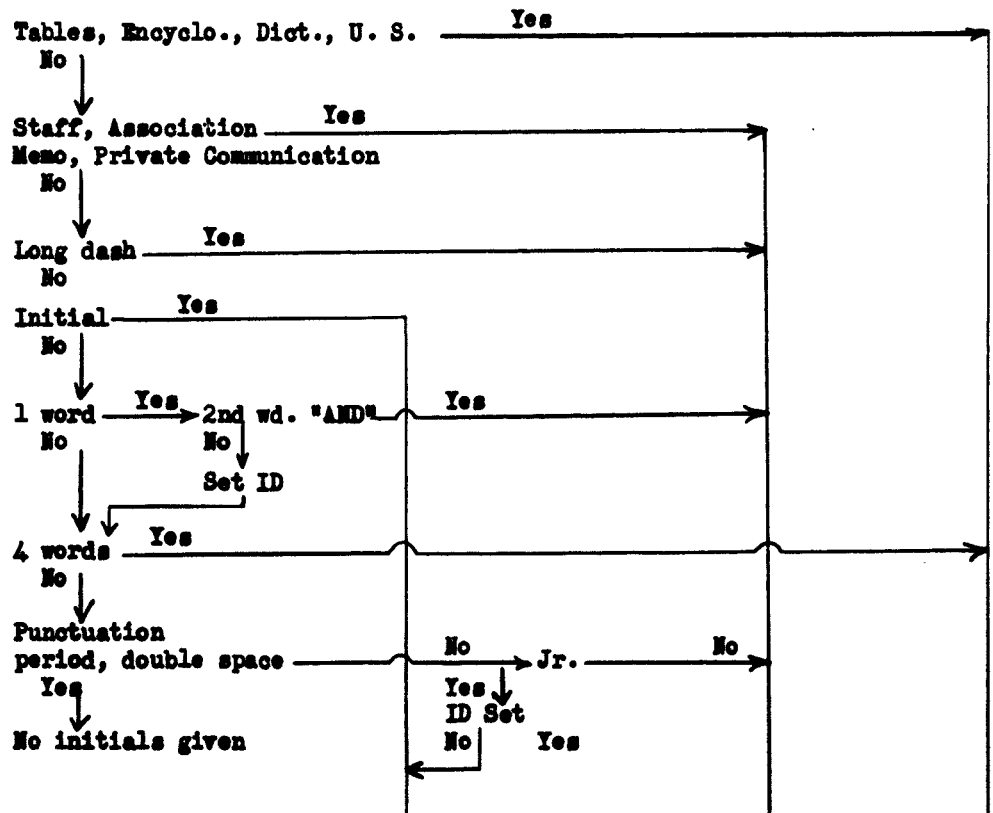 Yes
Tables, Encyclo., Dict., U. S.
No
Yes
Staff, Association
Memo, Private Communication
No
Yes
Long dash
No
Yes
Initial
No
1 word Yes 2nd wd. "AND" Yes
No No
Set ID
Yes
4 words
No
Punctuation
period, double space No Jr. No
Yes Yes
ID Set
No initials given No Yes